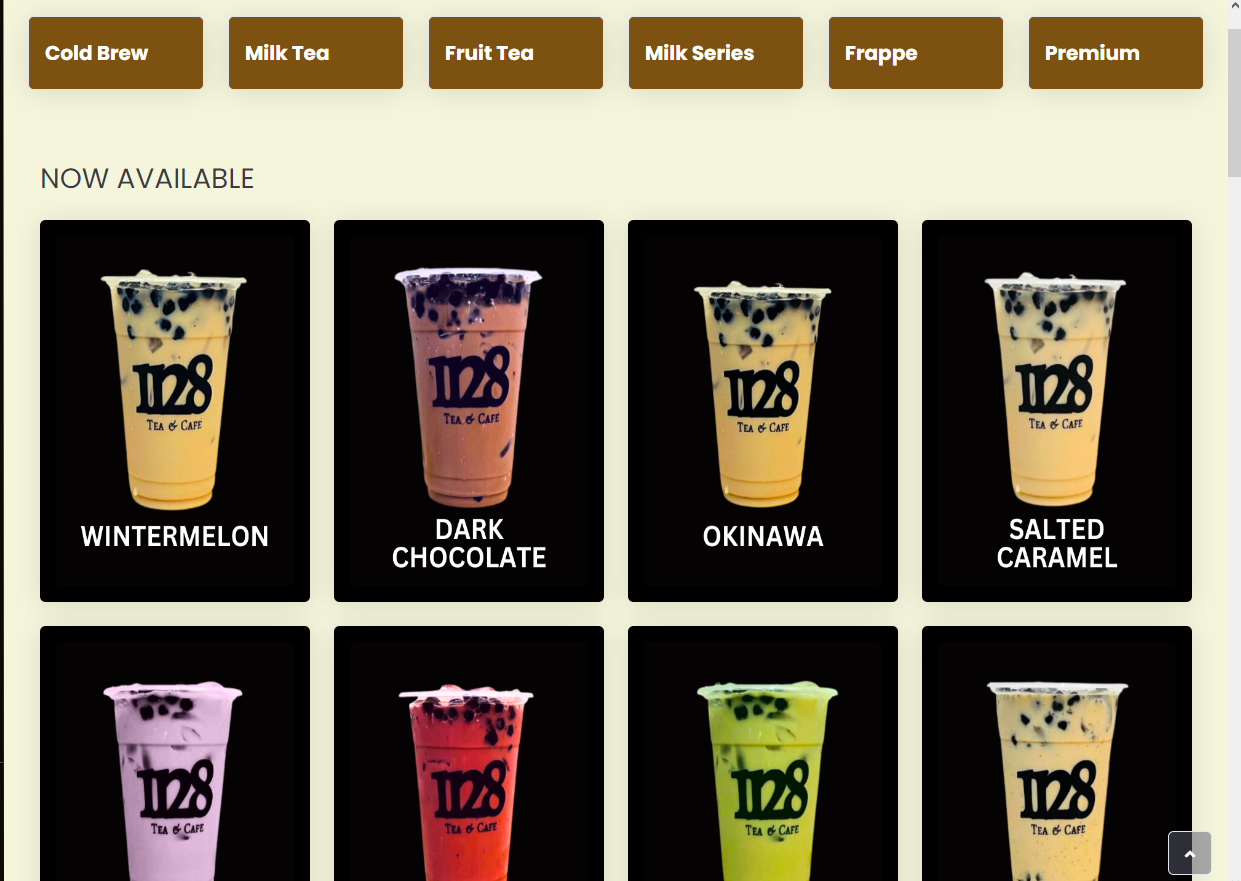 Cold Brew
Milk Tea
Fruit Tea
Milk Series
Frappe
Premium
NOW AVAILABLE
1128
TEA & CAFE
WINTERMELON
1128
TEA & CAFE
DARK
CHOCOLATE
1128
TEA & CAFE
OKINAWA
1128
TEA & CAFE
SALTED
CARAMEL
1128
TEA & CAFE
1128
TEA & CAFE
1128
TEA & CAFE
1128
TEA & CAFE